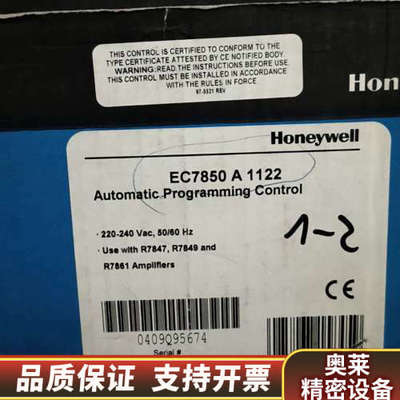 THIS CONTROL IS CERTIFIED TO CONFORM TO THE
TYPE CERTIFICATE ATTESTED BY CE NOTIFIED BODY.
WARNING: READ THE INSTRUCTIONS BEFORE USE.
THIS CONTROL MUST BE INSTALLED IN ACCORDANCE
WITH THE RULES IN FORCE
Hon
Honeywell
EC7850 A 1122
Automatic Programming Control
· 220-240 Vac, 50/60 Hz
· Use with R7847, R7849 and
R7861 Amplifiers
1-2
CE
0409Q95674
Serial #
品质保证 支持开票
奥莱
精密设备